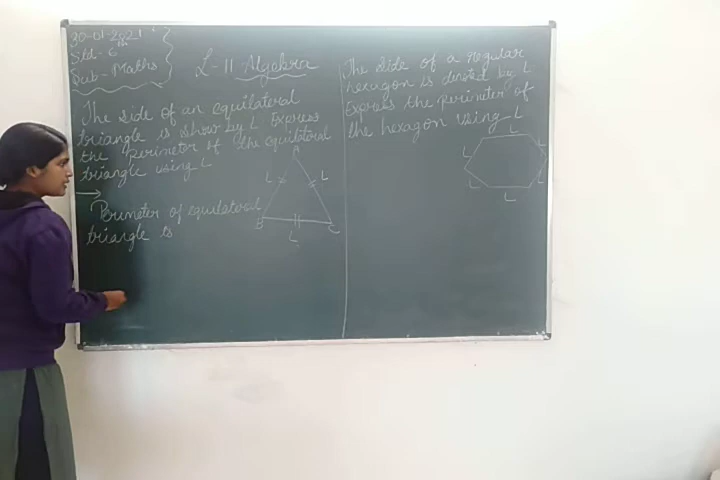 30-01-2021
Std- 6th
Sub- Maths
L-11 Algebra
The side of an equilateral
triangle is show by L Express
the perimeter of the equilateral
triangle using L
A
L
L
B
C
L
→
Perimeter of equilateral
triangle is
The side of a regular
hexagon is denoted by L
Express the perimeter of
the hexagon using L
L
L
L
L
L
L